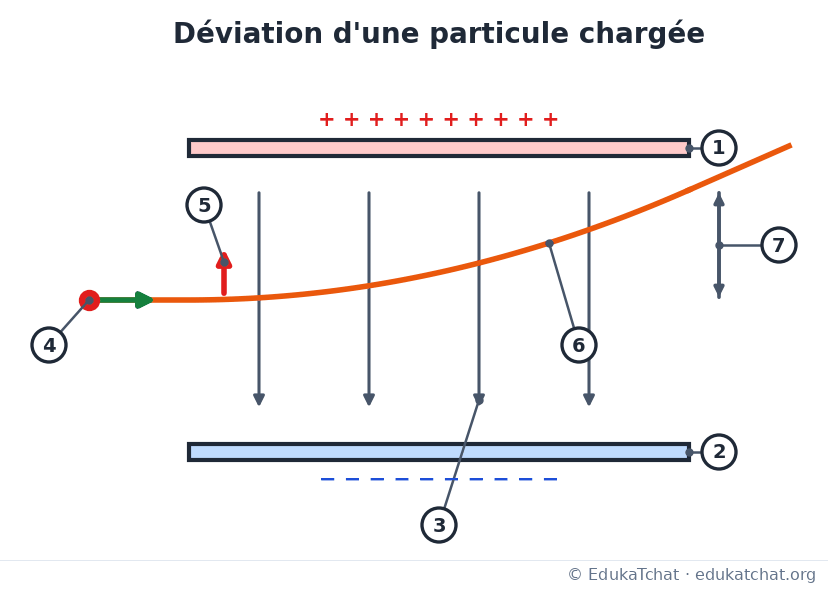 Déviation d'une particule chargée
+ + + + + + + + + +
1
5
7
4
6
2
− − − − − − − − − −
3
© EdukaTchat · edukatchat.org